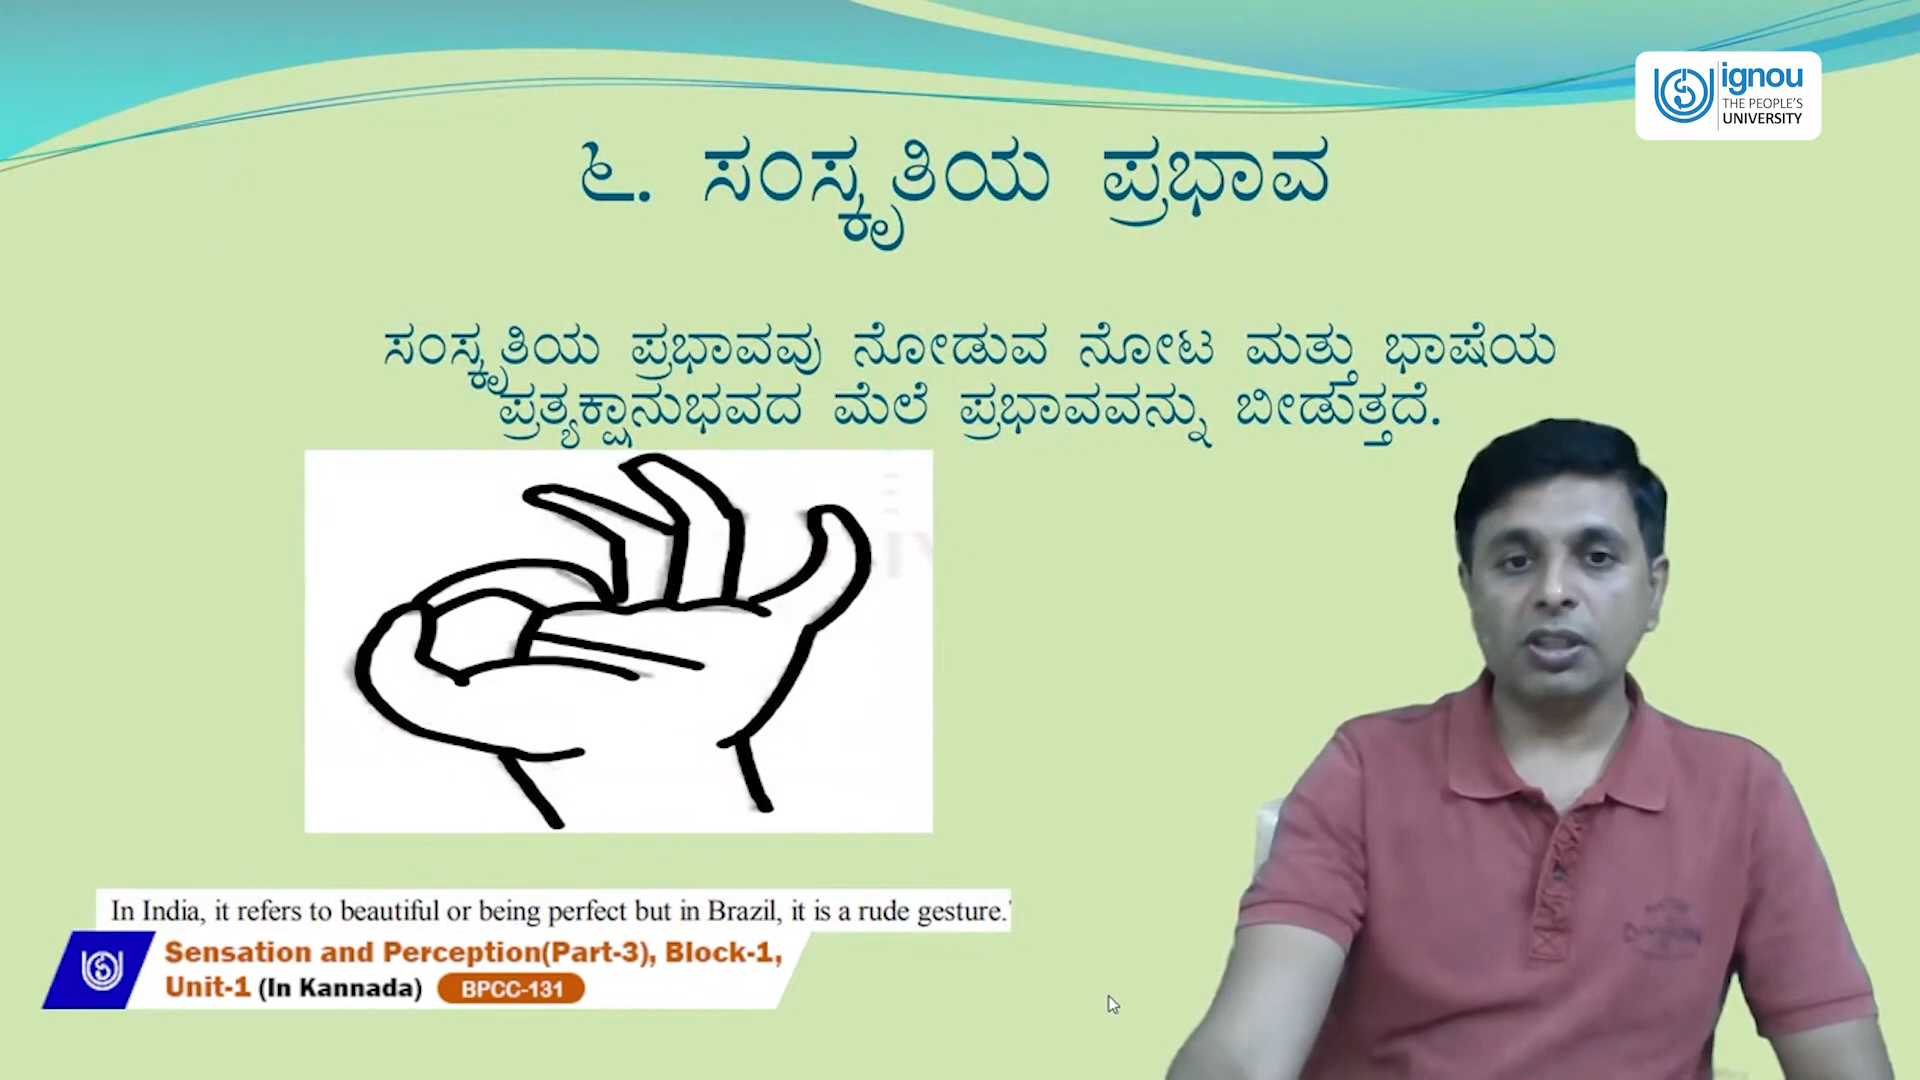 ignou
THE PEOPLE'S
UNIVERSITY
೬. ಸಂಸ್ಕೃತಿಯ ಪ್ರಭಾವ
ಸಂಸ್ಕೃತಿಯ ಪ್ರಭಾವವು ನೋಡುವ ನೋಟ ಮತ್ತು ಭಾಷೆಯ
ಪ್ರತ್ಯಕ್ಷಾನುಭವದ ಮೆಲೆ ಪ್ರಭಾವವನ್ನು ಬೀಡುತ್ತದೆ.
In India, it refers to beautiful or being perfect but in Brazil, it is a rude gesture.
Sensation and Perception(Part-3), Block-1,
Unit-1 (In Kannada) BPCC-131